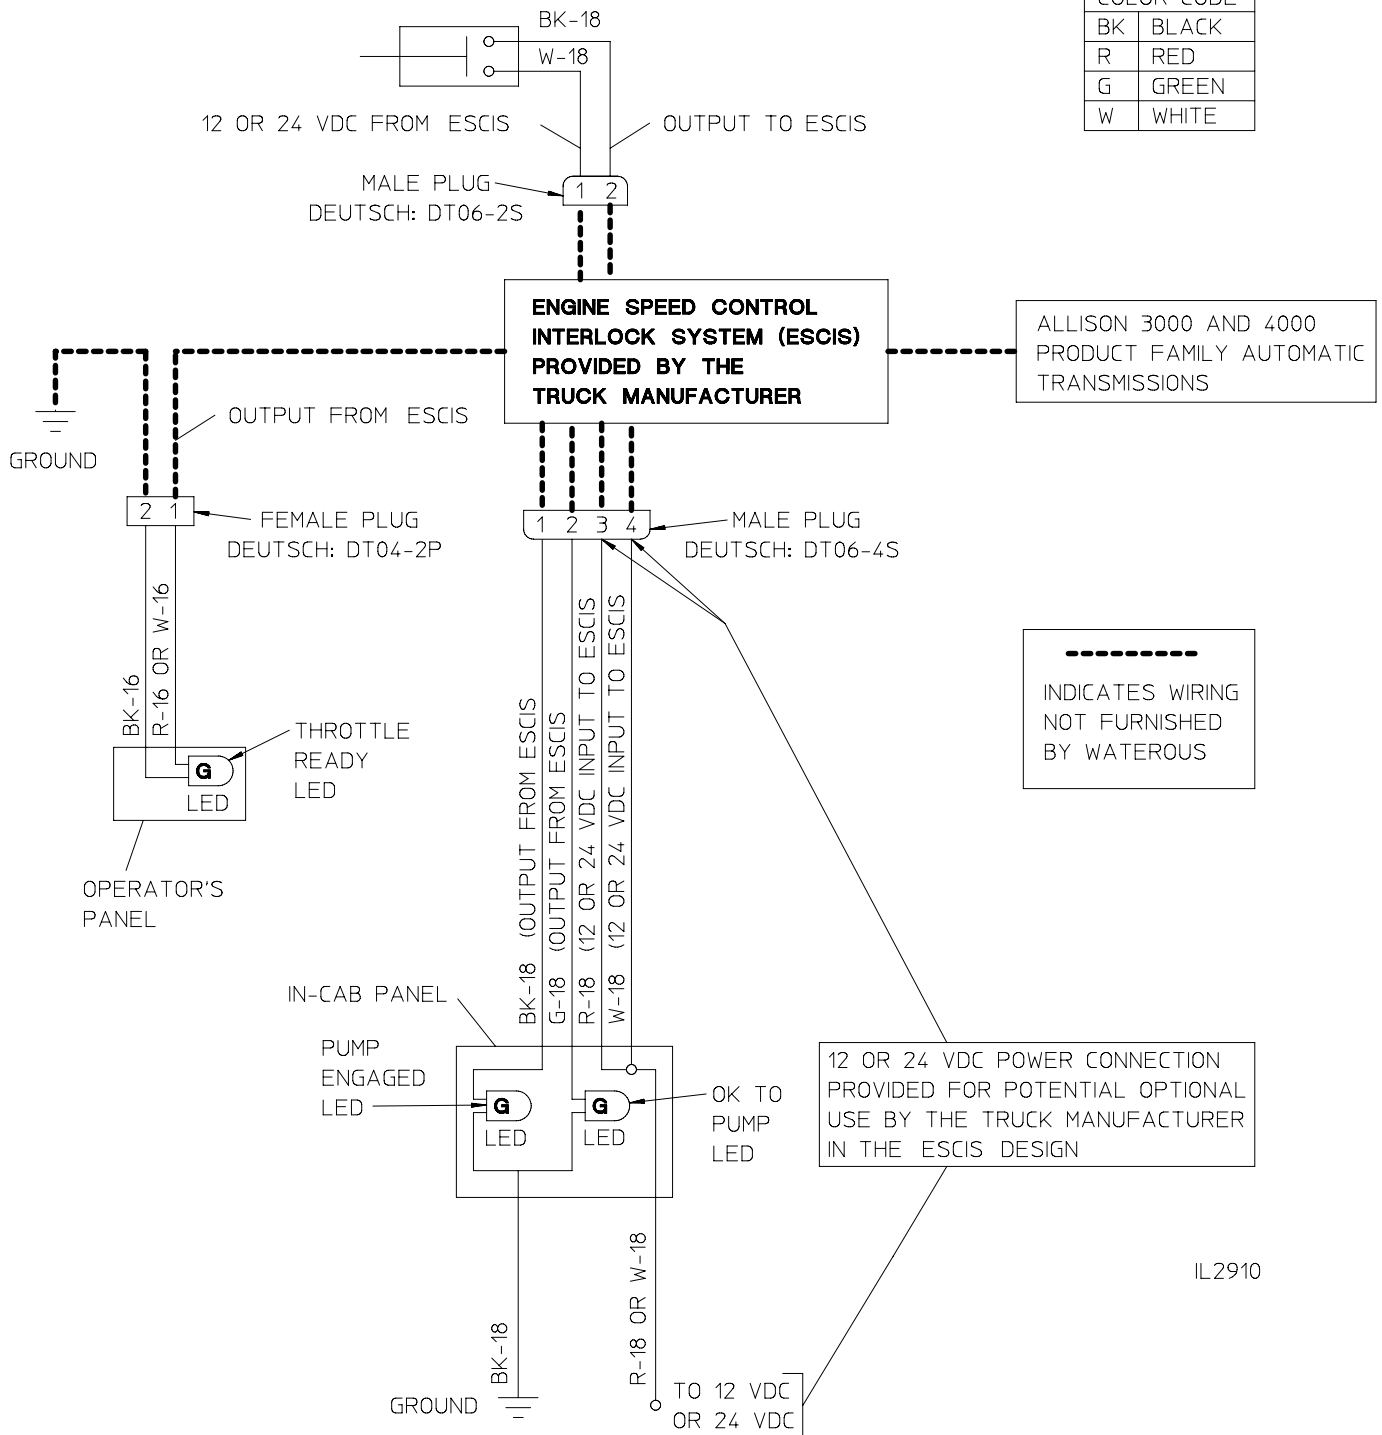 COLOR CODE
BK BLACK
R RED
G GREEN
W WHITE
BK-18
W-18
12 OR 24 VDC FROM ESCIS
OUTPUT TO ESCIS
MALE PLUG
DEUTSCH: DT06-2S
1 2
ENGINE SPEED CONTROL
INTERLOCK SYSTEM (ESCIS)
PROVIDED BY THE
TRUCK MANUFACTURER
ALLISON 3000 AND 4000
PRODUCT FAMILY AUTOMATIC
TRANSMISSIONS
OUTPUT FROM ESCIS
GROUND
2 1
FEMALE PLUG
DEUTSCH: DT04-2P
1 2 3 4
MALE PLUG
DEUTSCH: DT06-4S
BK-16
R-16 OR W-16
THROTTLE
READY
LED
G
LED
OPERATOR'S
PANEL
BK-18 (OUTPUT FROM ESCIS
G-18 (OUTPUT FROM ESCIS
R-18 (12 OR 24 VDC INPUT TO ESCIS
W-18 (12 OR 24 VDC INPUT TO ESCIS
INDICATES WIRING
NOT FURNISHED
BY WATEROUS
IN-CAB PANEL
PUMP
ENGAGED
LED
G
LED
G
LED
OK TO
PUMP
LED
12 OR 24 VDC POWER CONNECTION
PROVIDED FOR POTENTIAL OPTIONAL
USE BY THE TRUCK MANUFACTURER
IN THE ESCIS DESIGN
IL2910
BK-18
R-18 OR W-18
GROUND
TO 12 VDC
OR 24 VDC